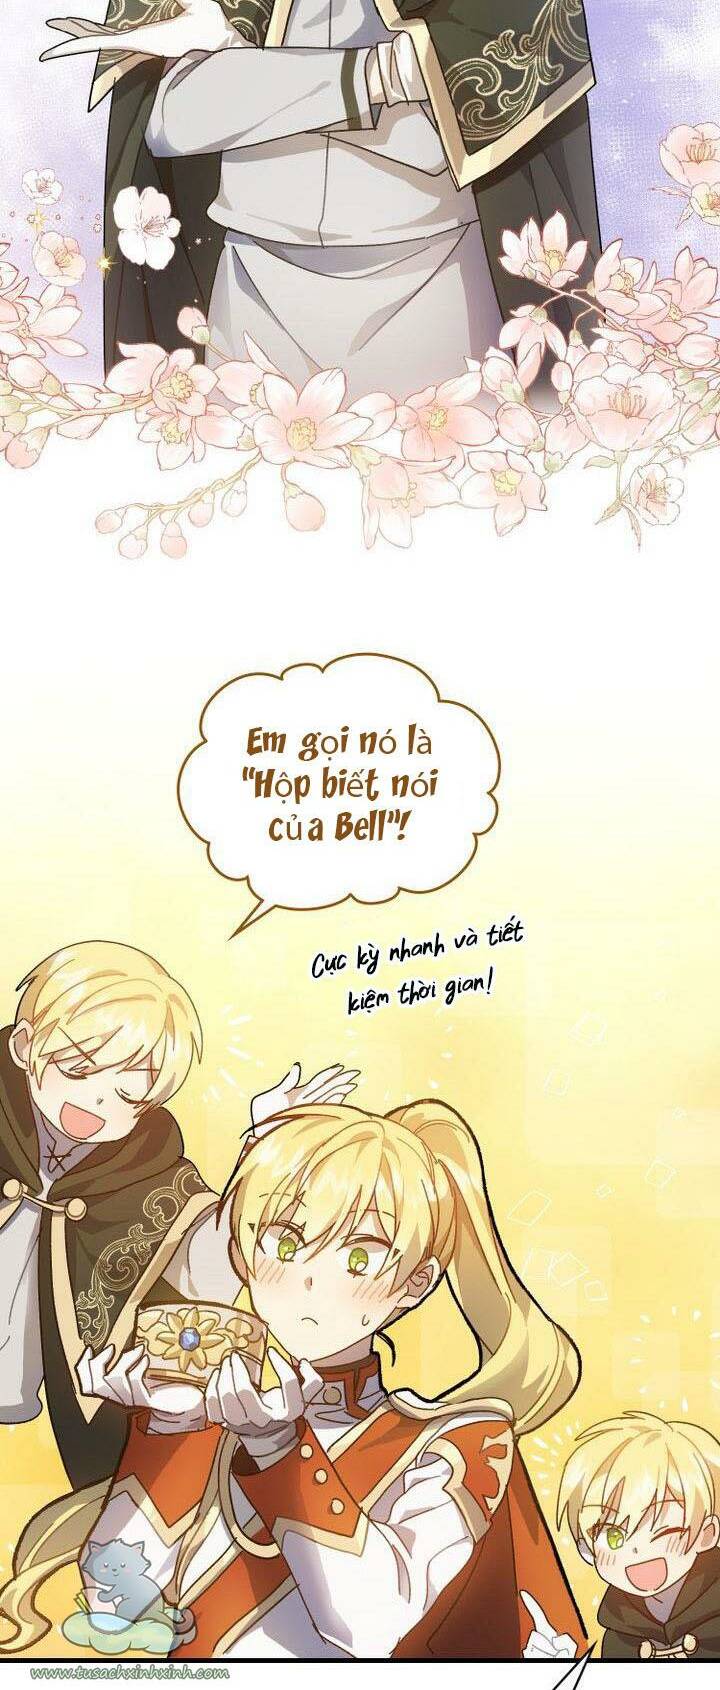 Em gọi nó là
"Hộp biết nói
của Bell"!
Cực kỳ nhanh và tiết
kiệm thời gian!
www.tusachxinhxinh.com